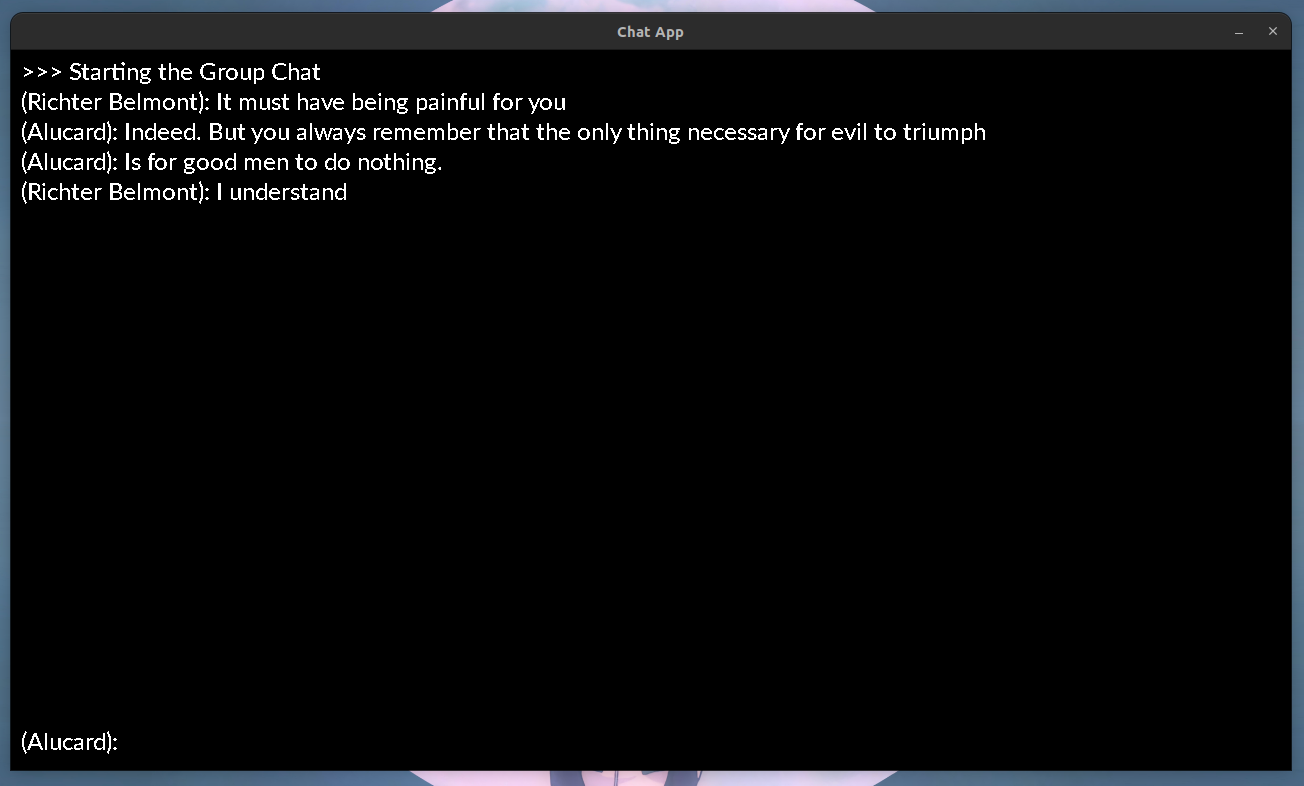 Chat App
>>> Starting the Group Chat
(Richter Belmont): It must have being painful for you
(Alucard): Indeed. But you always remember that the only thing necessary for evil to triumph
(Alucard): Is for good men to do nothing.
(Richter Belmont): I understand
(Alucard):